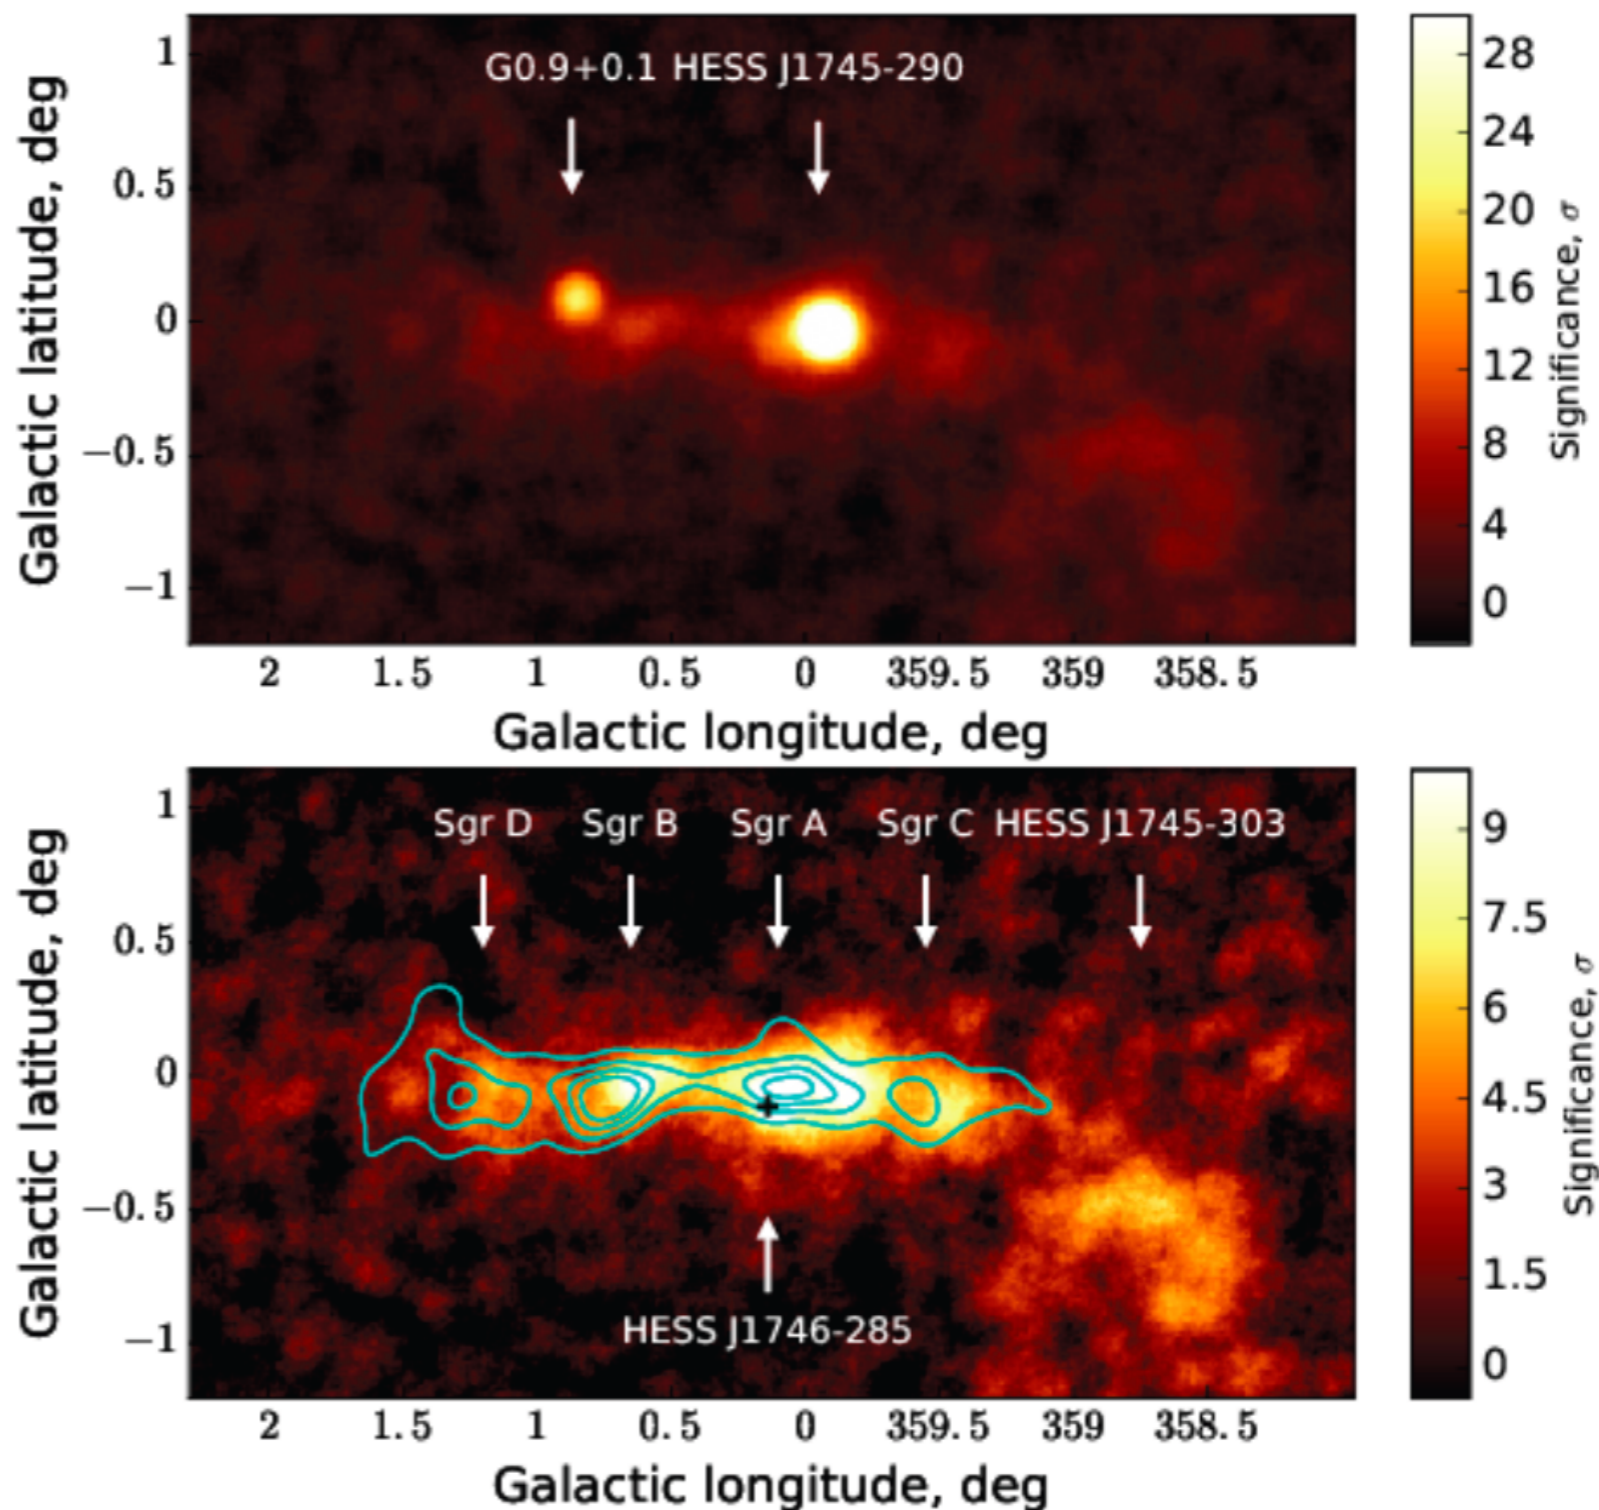 G0.9+0.1 HESS J1745-290
1
0.5
0
−0.5
−1
Galactic latitude, deg
2 1.5 1 0.5 0 359.5 359 358.5
Galactic longitude, deg
28
24
20
16
12
8
4
0
Significance, σ
Sgr D Sgr B Sgr A Sgr C HESS J1745-303
HESS J1746-285
1
0.5
0
−0.5
−1
Galactic latitude, deg
2 1.5 1 0.5 0 359.5 359 358.5
Galactic longitude, deg
9
7.5
6
4.5
3
1.5
0
Significance, σ